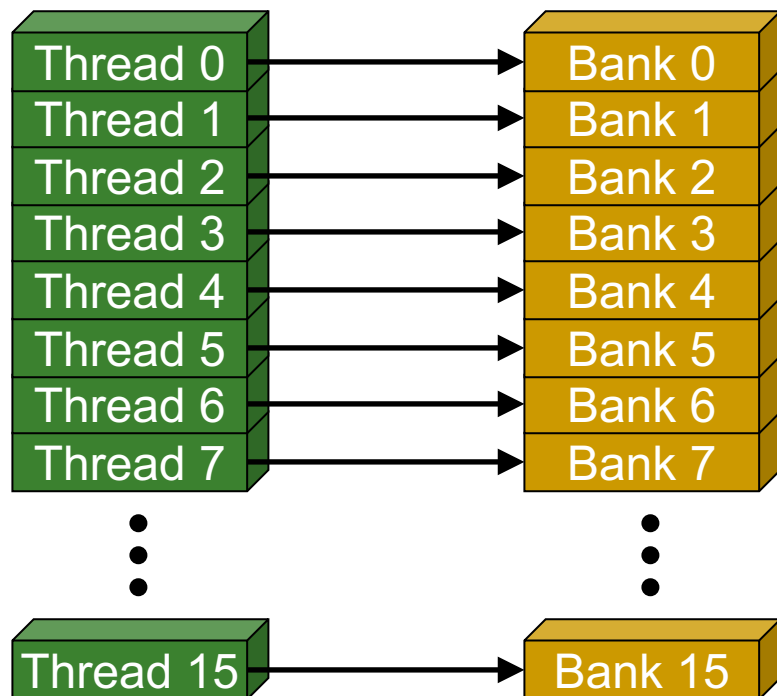 Thread 0
Thread 1
Thread 2
Thread 3
Thread 4
Thread 5
Thread 6
Thread 7
Thread 15
Bank 0
Bank 1
Bank 2
Bank 3
Bank 4
Bank 5
Bank 6
Bank 7
Bank 15